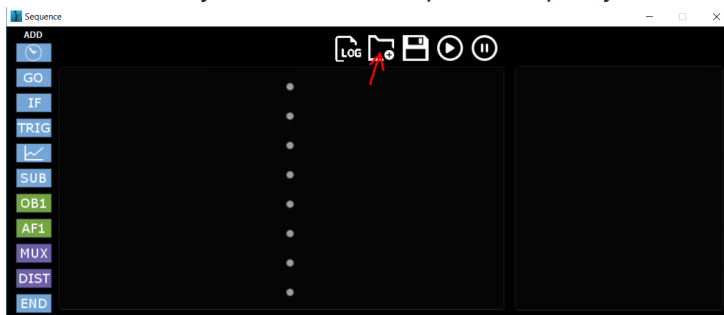 Sequence
ADD
LOG
GO
IF
TRIG
SUB
OB1
AF1
MUX
DIST
END